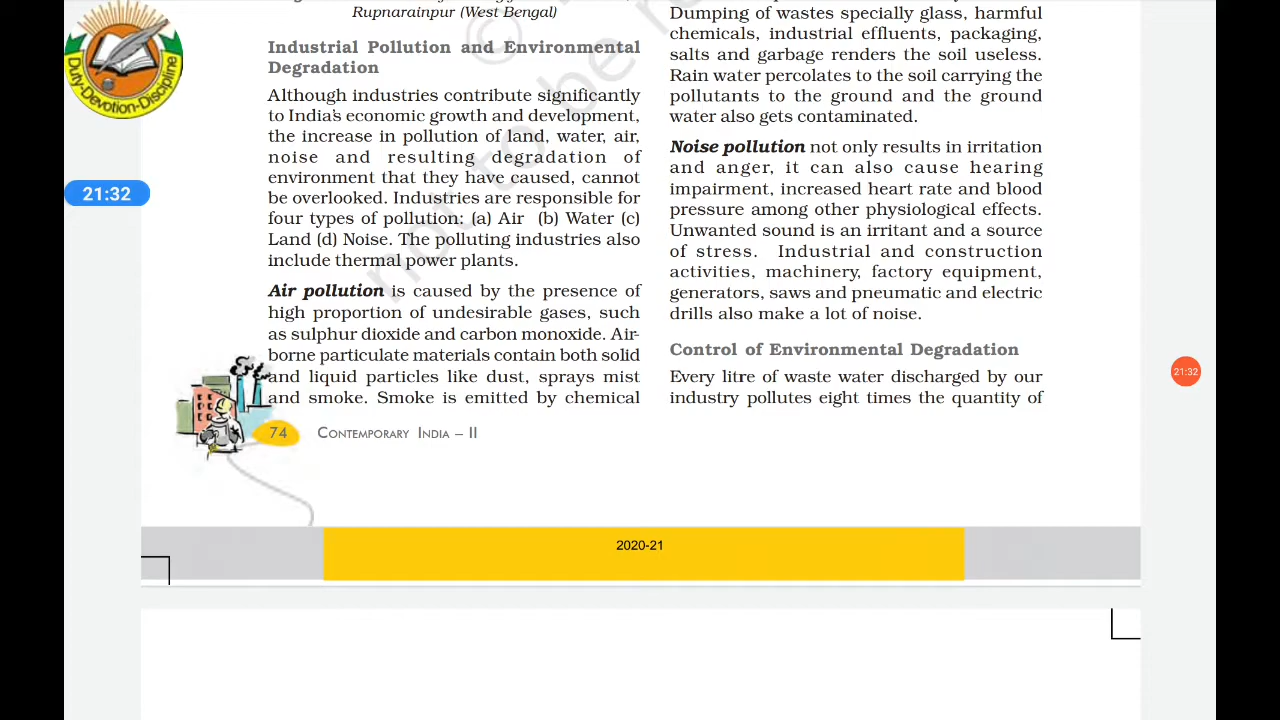 Rupnarainpur (West Bengal)
Industrial Pollution and Environmental
Degradation
Although industries contribute significantly
to India's economic growth and development,
the increase in pollution of land, water, air,
noise and resulting degradation of
environment that they have caused, cannot
be overlooked. Industries are responsible for
four types of pollution: (a) Air (b) Water (c)
Land (d) Noise. The polluting industries also
include thermal power plants.
Air pollution is caused by the presence of
high proportion of undesirable gases, such
as sulphur dioxide and carbon monoxide. Air-
borne particulate materials contain both solid
and liquid particles like dust, sprays mist
and smoke. Smoke is emitted by chemical
Dumping of wastes specially glass, harmful
chemicals, industrial effluents, packaging,
salts and garbage renders the soil useless.
Rain water percolates to the soil carrying the
pollutants to the ground and the ground
water also gets contaminated.
Noise pollution not only results in irritation
and anger, it can also cause hearing
impairment, increased heart rate and blood
pressure among other physiological effects.
Unwanted sound is an irritant and a source
of stress. Industrial and construction
activities, machinery, factory equipment,
generators, saws and pneumatic and electric
drills also make a lot of noise.
Control of Environmental Degradation
Every litre of waste water discharged by our
industry pollutes eight times the quantity of
74 Contemporary India – II
2020-21
Duty-Devotion-Discipline
21:32
21:32
©
not to be